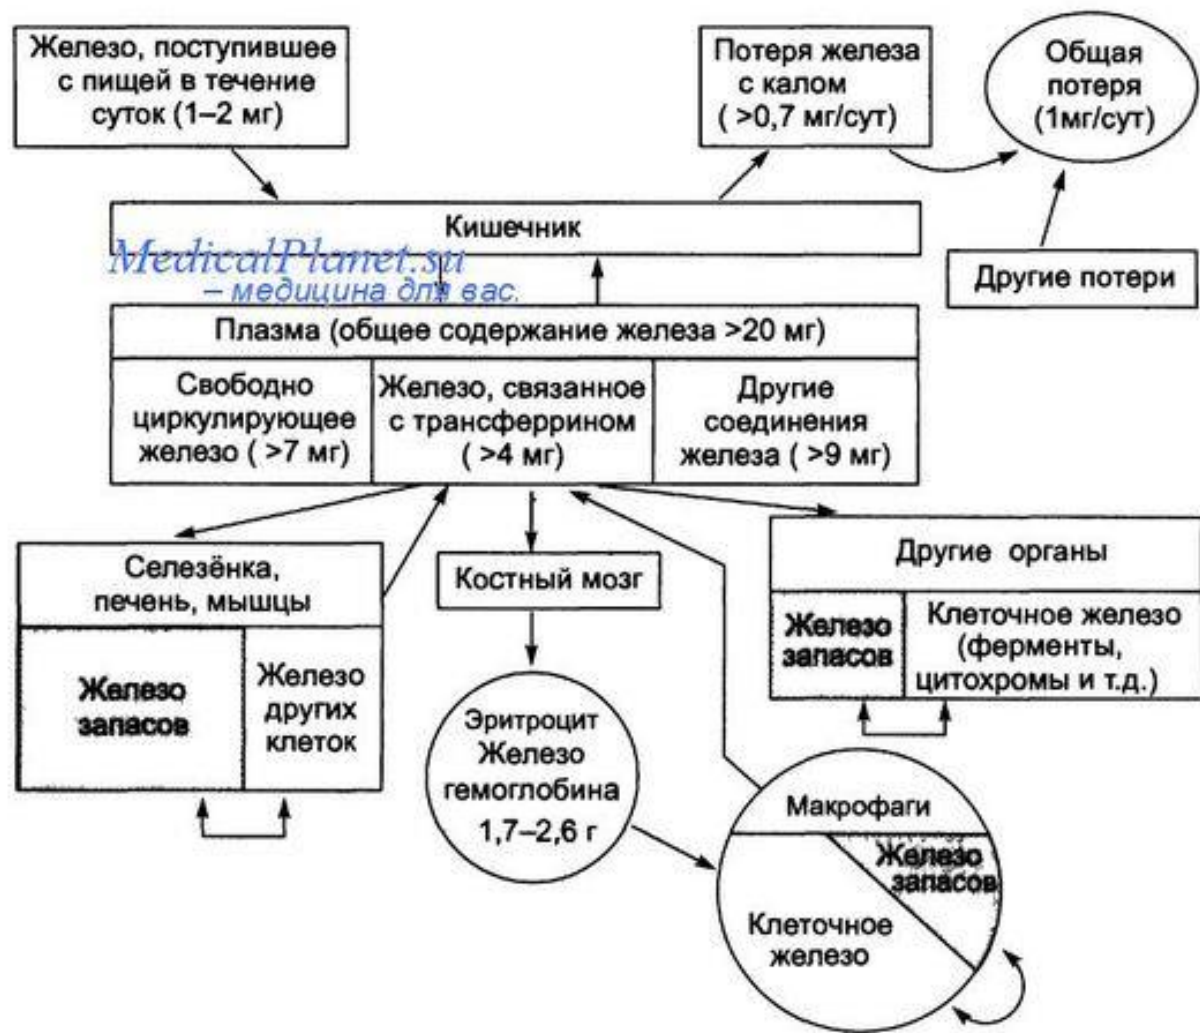 Железо, поступившее
с пищей в течение
суток (1–2 мг)
Потеря железа
с калом
( >0,7 мг/сут)
Общая
потеря
(1мг/сут)
Кишечник
MedicalPlanet.su
– медицина для вас.
Другие потери
Плазма (общее содержание железа >20 мг)
Свободно
циркулирующее
железо ( >7 мг)
Железо, связанное
с трансферрином
( >4 мг)
Другие
соединения
железа ( >9 мг)
Селезёнка,
печень, мышцы
Железо
запасов
Железо
других
клеток
Костный мозг
Другие органы
Железо
запасов
Клеточное железо
(ферменты,
цитохромы и т.д.)
Эритроцит
Железо
гемоглобина
1,7–2,6 г
Макрофаги
Железо
запасов
Клеточное
железо